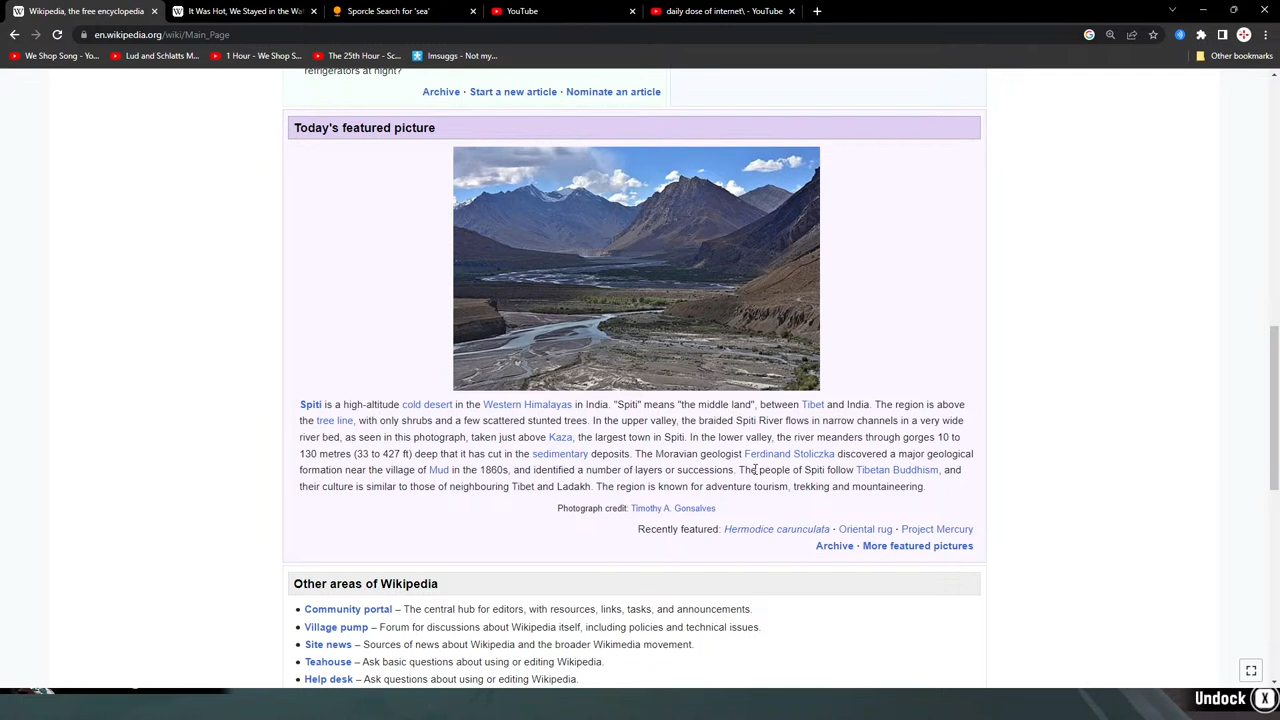 Wikipedia, the free encyclopedia
It Was Hot, We Stayed in the Wat
Sporcle Search for 'sea'
YouTube
daily dose of internet\ - YouTube
en.wikipedia.org/wiki/Main_Page
We Shop Song - Yo...
Lud and Schlatts M...
1 Hour - We Shop S...
The 25th Hour - Sc...
Imsuggs - Not my...
Other bookmarks
refrigerators at night?
Archive · Start a new article · Nominate an article
Today's featured picture
Spiti is a high-altitude cold desert in the Western Himalayas in India. "Spiti" means "the middle land", between Tibet and India. The region is above
the tree line, with only shrubs and a few scattered stunted trees. In the upper valley, the braided Spiti River flows in narrow channels in a very wide
river bed, as seen in this photograph, taken just above Kaza, the largest town in Spiti. In the lower valley, the river meanders through gorges 10 to
130 metres (33 to 427 ft) deep that it has cut in the sedimentary deposits. The Moravian geologist Ferdinand Stoliczka discovered a major geological
formation near the village of Mud in the 1860s, and identified a number of layers or successions. The people of Spiti follow Tibetan Buddhism, and
their culture is similar to those of neighbouring Tibet and Ladakh. The region is known for adventure tourism, trekking and mountaineering.
Photograph credit: Timothy A. Gonsalves
Recently featured: Hermodice carunculata · Oriental rug · Project Mercury
Archive · More featured pictures
Other areas of Wikipedia
• Community portal – The central hub for editors, with resources, links, tasks, and announcements.
• Village pump – Forum for discussions about Wikipedia itself, including policies and technical issues.
• Site news – Sources of news about Wikipedia and the broader Wikimedia movement.
• Teahouse – Ask basic questions about using or editing Wikipedia.
• Help desk – Ask questions about using or editing Wikipedia.
Undock X